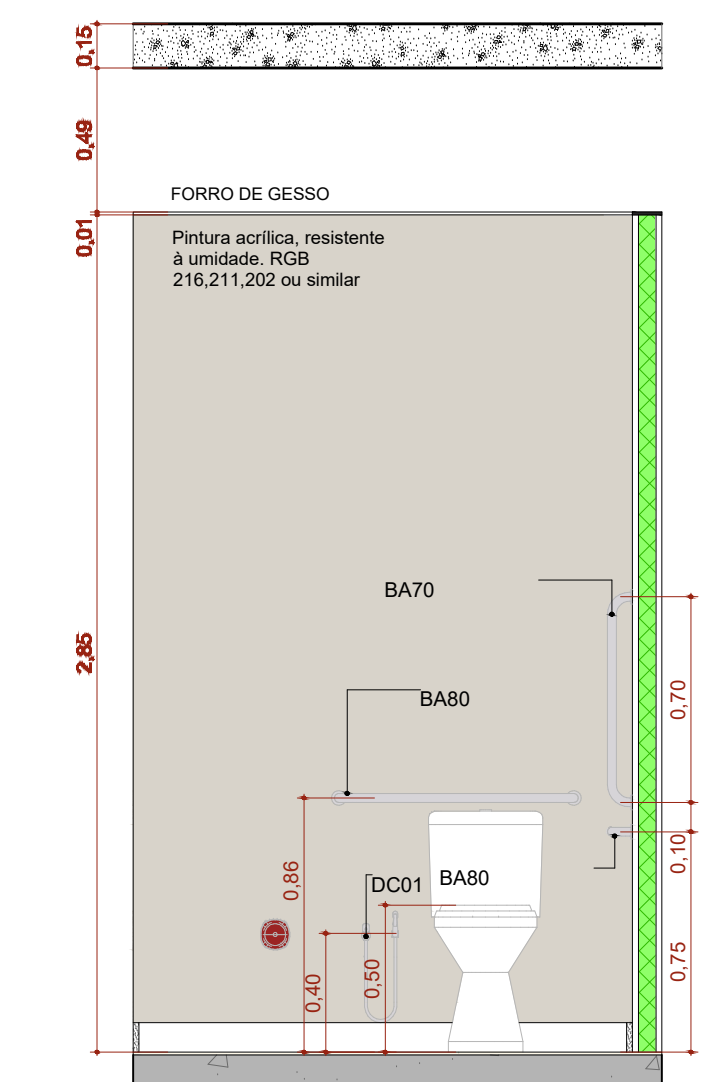 0,15
0,49
FORRO DE GESSO
0,01
Pintura acrílica, resistente
à umidade. RGB
216,211,202 ou similar
BA70
2,85
BA80
0,70
0,86
DC01
BA80
0,10
0,40
0,50
0,75